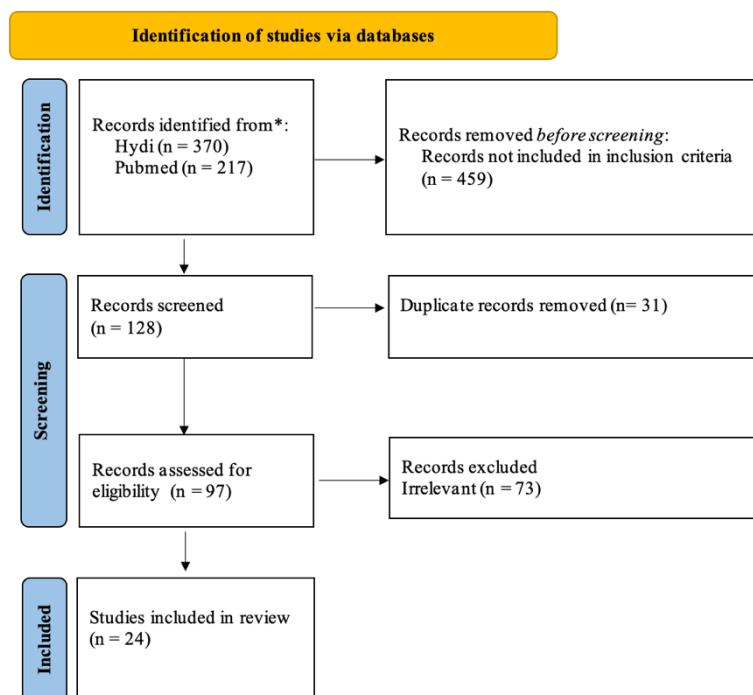 Identification of studies via databases
Identification
Records identified from*:
Hydi (n = 370)
Pubmed (n = 217)
Records removed before screening:
Records not included in inclusion criteria
(n = 459)
Screening
Records screened
(n = 128)
Duplicate records removed (n= 31)
Records assessed for
eligibility (n = 97)
Records excluded
Irrelevant (n = 73)
Included
Studies included in review
(n = 24)